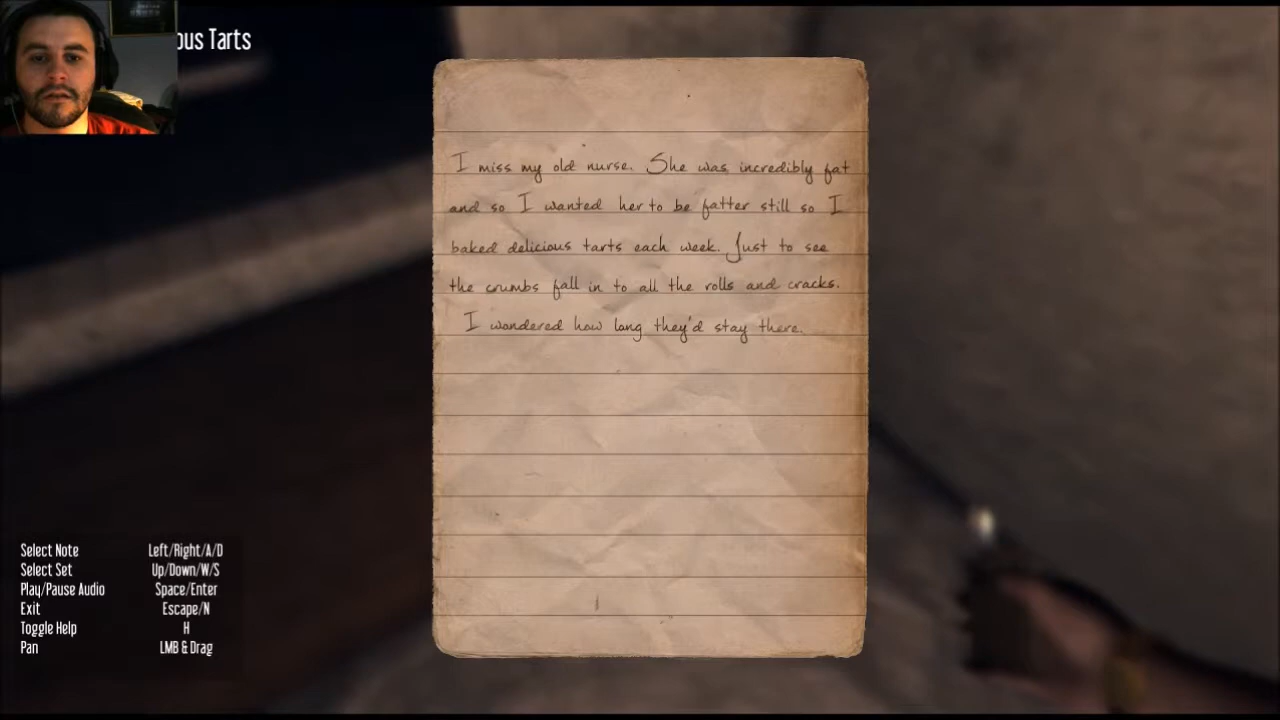 ous Tarts
I miss my old nurse. She was incredibly fat
and so I wanted her to be fatter still so I
baked delicious tarts each week. Just to see
the crumbs fall in to all the rolls and cracks.
I wondered how long they'd stay there.
Select Note Left/Right/A/D
Select Set Up/Down/W/S
Play/Pause Audio Space/Enter
Exit Escape/N
Toggle Help H
Pan LMB & Drag